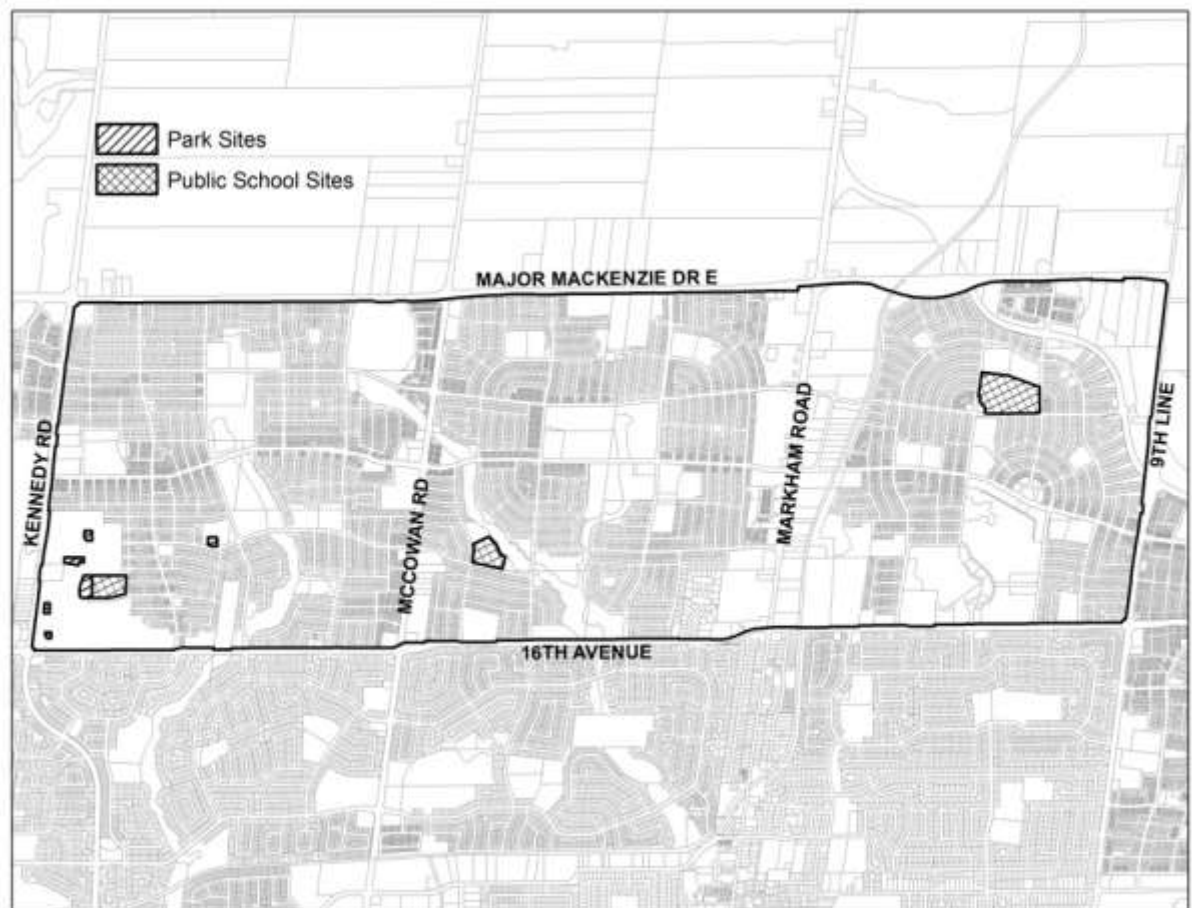 Park Sites
Public School Sites
MAJOR MACKENZIE DR E
KENNEDY RD
MCCOWAN RD
MARKHAM ROAD
9TH LINE
16TH AVENUE